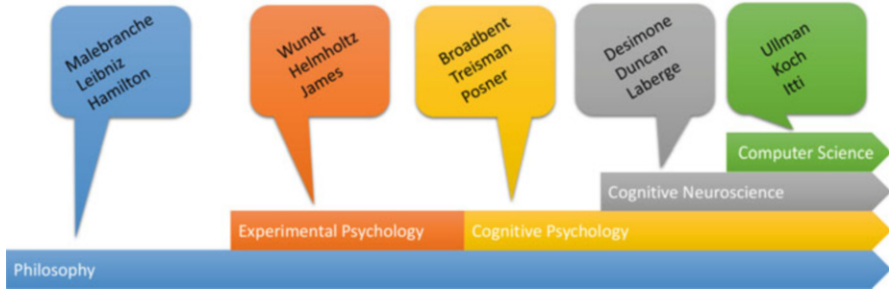 Malebranche
Leibniz
Hamilton
Wundt
Helmholtz
James
Broadbent
Treisman
Posner
Desimone
Duncan
Laberge
Ullman
Koch
Itti
Computer Science
Cognitive Neuroscience
Experimental Psychology
Cognitive Psychology
Philosophy